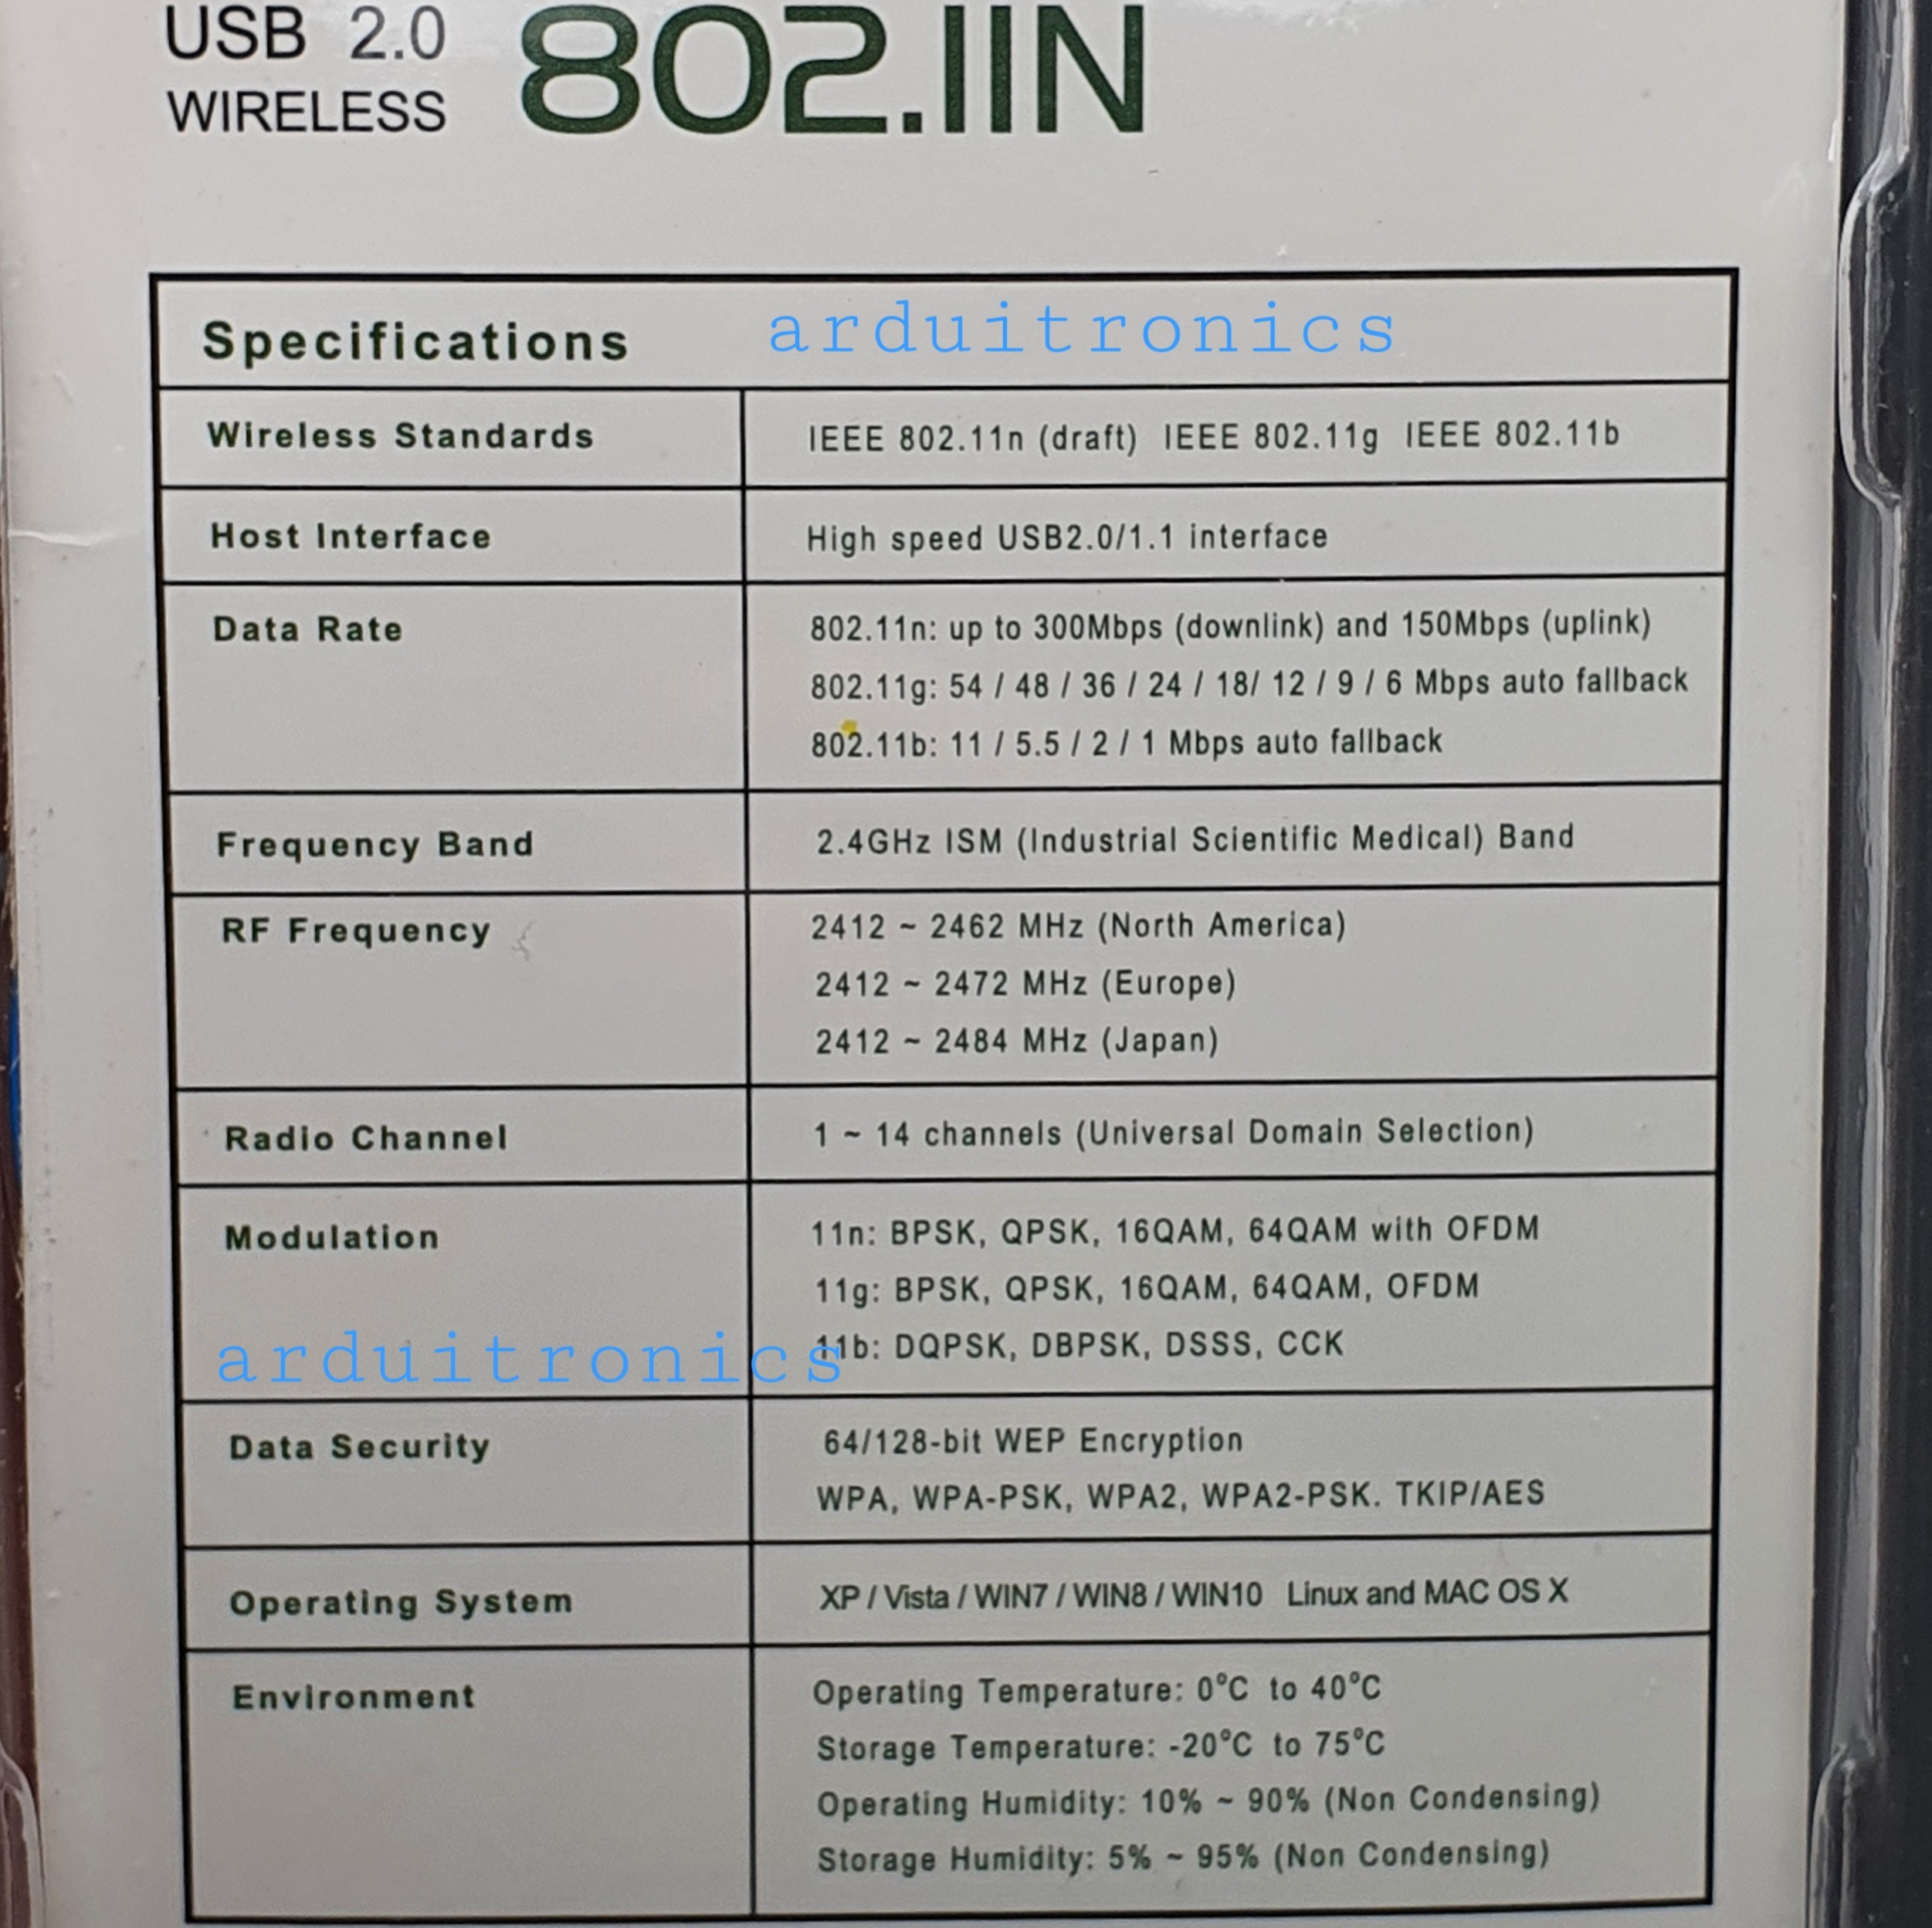 USB 2.0 802.11N
WIRELESS
Specifications arduitronics
Wireless Standards IEEE 802.11n (draft) IEEE 802.11g IEEE 802.11b
Host Interface High speed USB2.0/1.1 interface
Data Rate 802.11n: up to 300Mbps (downlink) and 150Mbps (uplink)
802.11g: 54 / 48 / 36 / 24 / 18/ 12 / 9 / 6 Mbps auto fallback
802.11b: 11 / 5.5 / 2 / 1 Mbps auto fallback
Frequency Band 2.4GHz ISM (Industrial Scientific Medical) Band
RF Frequency 2412 ~ 2462 MHz (North America)
2412 ~ 2472 MHz (Europe)
2412 ~ 2484 MHz (Japan)
Radio Channel 1 ~ 14 channels (Universal Domain Selection)
Modulation 11n: BPSK, QPSK, 16QAM, 64QAM with OFDM
11g: BPSK, QPSK, 16QAM, 64QAM, OFDM
11b: DQPSK, DBPSK, DSSS, CCK
arduitronics
Data Security 64/128-bit WEP Encryption
WPA, WPA-PSK, WPA2, WPA2-PSK. TKIP/AES
Operating System XP / Vista / WIN7 / WIN8 / WIN10 Linux and MAC OS X
Environment Operating Temperature: 0°C to 40°C
Storage Temperature: -20°C to 75°C
Operating Humidity: 10% ~ 90% (Non Condensing)
Storage Humidity: 5% ~ 95% (Non Condensing)